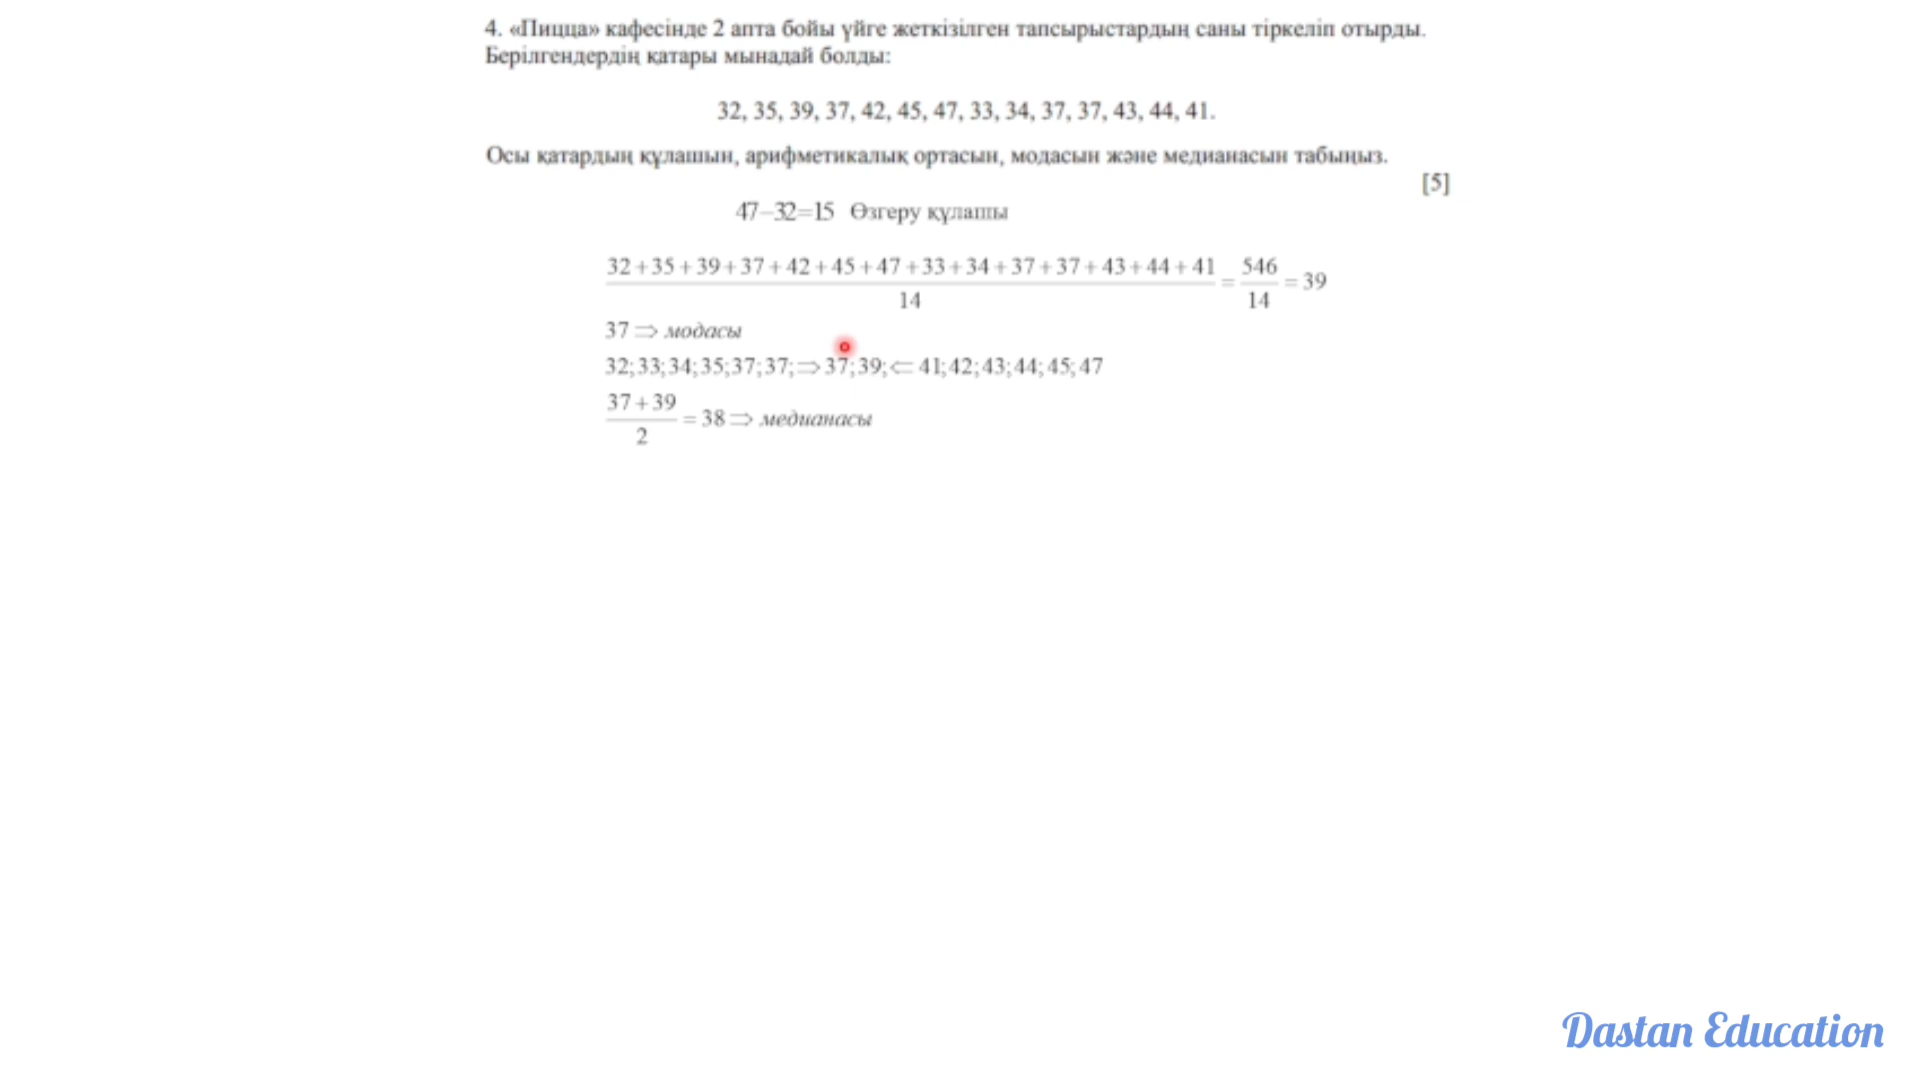 4. «Пицца» кафесінде 2 апта бойы үйге жеткізілген тапсырыстардың саны тіркеліп отырды.
Берілгендердің қатары мынадай болды:
32, 35, 39, 37, 42, 45, 47, 33, 34, 37, 37, 43, 44, 41.
Осы қатардың құлашын, арифметикалық ортасын, модасын және медианасын табыңыз.
[5]
47–32=15 Өзгеру құлашы
32+35+39+37+42+45+47+33+34+37+37+43+44+41/14 = 546/14 = 39
37 ⇒ модасы
32;33;34;35;37;37;⇒37;39;⇐41;42;43;44;45;47
37+39/2 = 38 ⇒ медианасы
Dastan Education